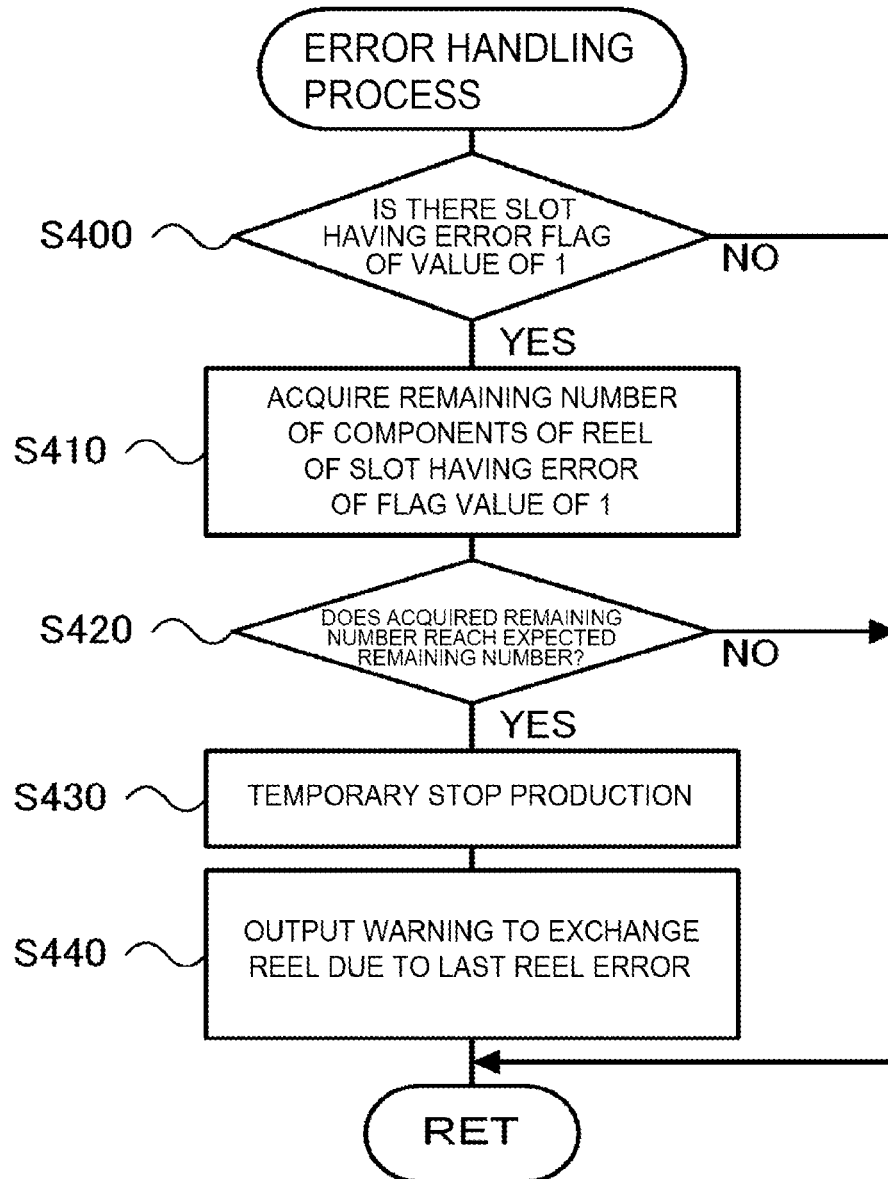 ERROR HANDLING
PROCESS
S400
IS THERE SLOT
HAVING ERROR FLAG
OF VALUE OF 1
NO
YES
S410
ACQUIRE REMAINING NUMBER
OF COMPONENTS OF REEL
OF SLOT HAVING ERROR
OF FLAG VALUE OF 1
S420
DOES ACQUIRED REMAINING
NUMBER REACH EXPECTED
REMAINING NUMBER?
NO
YES
S430
TEMPORARY STOP PRODUCTION
S440
OUTPUT WARNING TO EXCHANGE
REEL DUE TO LAST REEL ERROR
RET